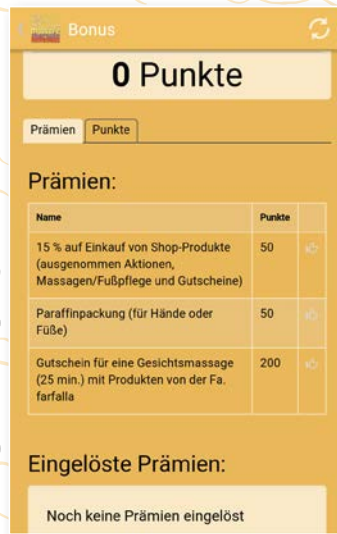 Bonus
0 Punkte
Prämien Punkte
Prämien:
Name Punkte
15 % auf Einkauf von Shop-Produkte 50
(ausgenommen Aktionen,
Massagen/Fußpflege und Gutscheine)
Paraffinpackung (für Hände oder 50
Füße)
Gutschein für eine Gesichtsmassage 200
(25 min.) mit Produkten von der Fa.
farfalla
Eingelöste Prämien:
Noch keine Prämien eingelöst